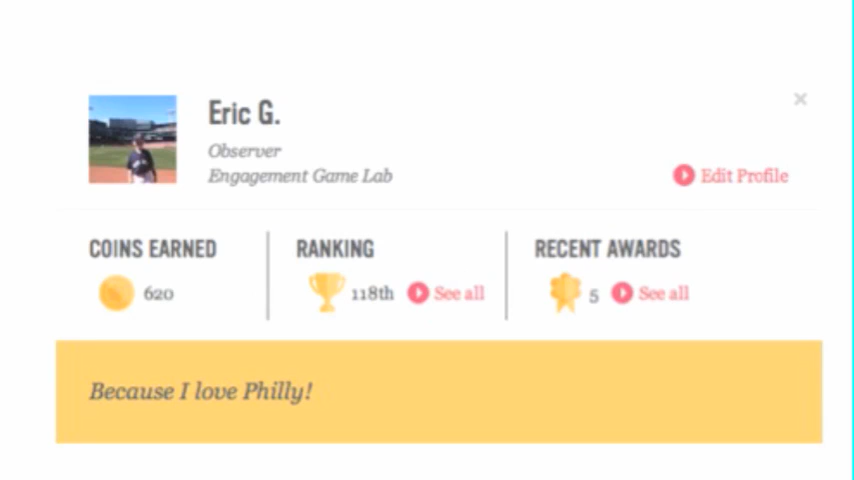 Eric G.
Observer
Engagement Game Lab
Edit Profile
COINS EARNED
620
RANKING
118th See all
RECENT AWARDS
5 See all
Because I love Philly!